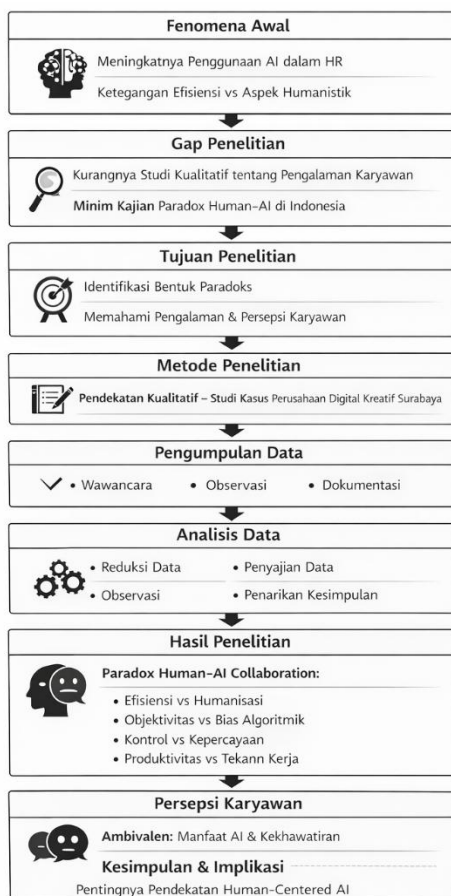 Fenomena Awal
Meningkatnya Penggunaan AI dalam HR
Ketegangan Efisiensi vs Aspek Humanistik
Gap Penelitian
Kurangnya Studi Kualitatif tentang Pengalaman Karyawan
Minim Kajian Paradox Human–AI di Indonesia
Tujuan Penelitian
Identifikasi Bentuk Paradoks
Memahami Pengalaman & Persepsi Karyawan
Metode Penelitian
Pendekatan Kualitatif – Studi Kasus Perusahaan Digital Kreatif Surabaya
Pengumpulan Data
• Wawancara • Observasi • Dokumentasi
Analisis Data
• Reduksi Data • Penyajian Data
• Observasi • Penarikan Kesimpulan
Hasil Penelitian
Paradox Human–AI Collaboration:
• Efisiensi vs Humanisasi
• Objektivitas vs Bias Algoritmik
• Kontrol vs Kepercayaan
• Produktivitas vs Tekann Kerja
Persepsi Karyawan
Ambivalen: Manfaat AI & Kekhawatiran
Kesimpulan & Implikasi
Pentingnya Pendekatan Human-Centered AI